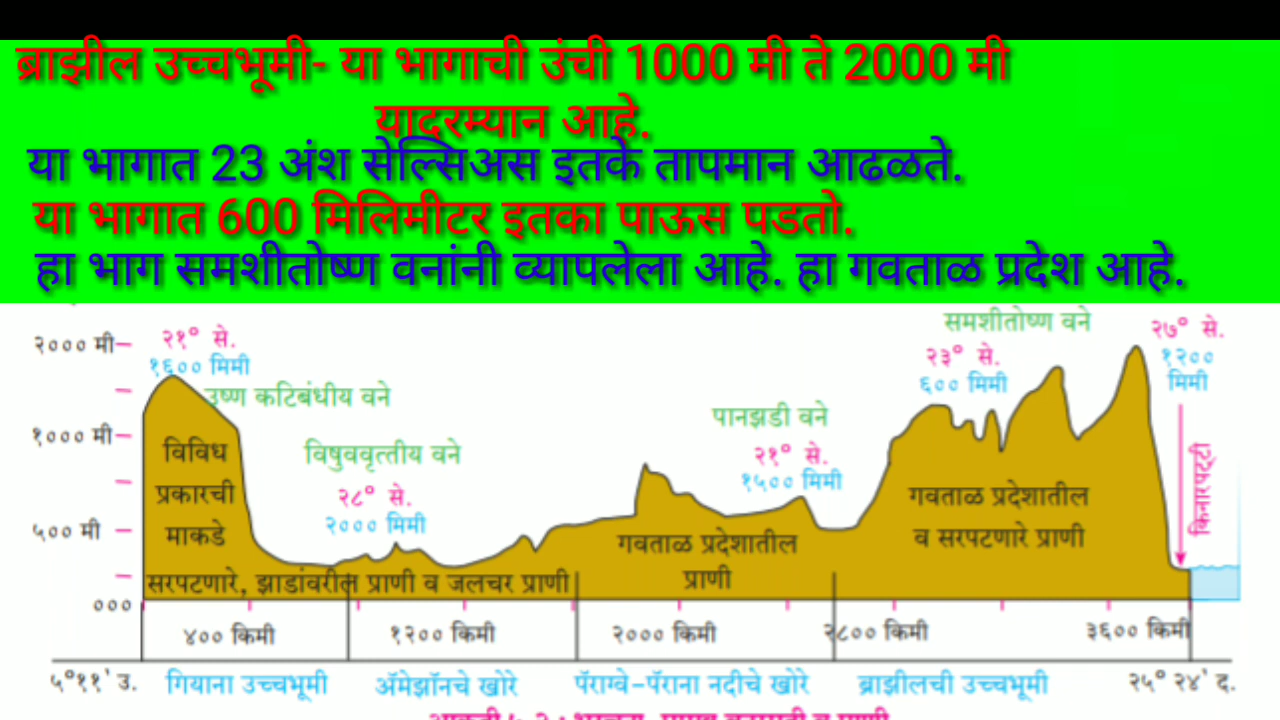 ब्राझील उच्चभूमी- या भागाची उंची 1000 मी ते 2000 मी
यादरम्यान आहे.
या भागात 23 अंश सेल्सिअस इतके तापमान आढळते.
या भागात 600 मिलिमीटर इतका पाऊस पडतो.
हा भाग समशीतोष्ण वनांनी व्यापलेला आहे. हा गवताळ प्रदेश आहे.
समशीतोष्ण वने
२००० मी
२१° से.
२७° से.
१६०० मिमी
२३° से.
१२००
मिमी
६०० मिमी
उष्ण कटिबंधीय वने
पानझडी वने
१००० मी
विविध
प्रकारची
माकडे
विषुववृत्तीय वने
२१° से.
२८° से.
१५०० मिमी
२००० मिमी
किनारपट्टी
गवताळ प्रदेशातील
व सरपटणारे प्राणी
५०० मी
गवताळ प्रदेशातील
प्राणी
सरपटणारे, झाडांवरील प्राणी व जलचर प्राणी
०००
४०० किमी
१२०० किमी
२००० किमी
२८०० किमी
३६०० किमी
५°११' उ.
गियाना उच्चभूमी
ॲमेझॉनचे खोरे
पॅराग्वे-पॅराना नदीचे खोरे
ब्राझीलची उच्चभूमी
२५° २४' द.